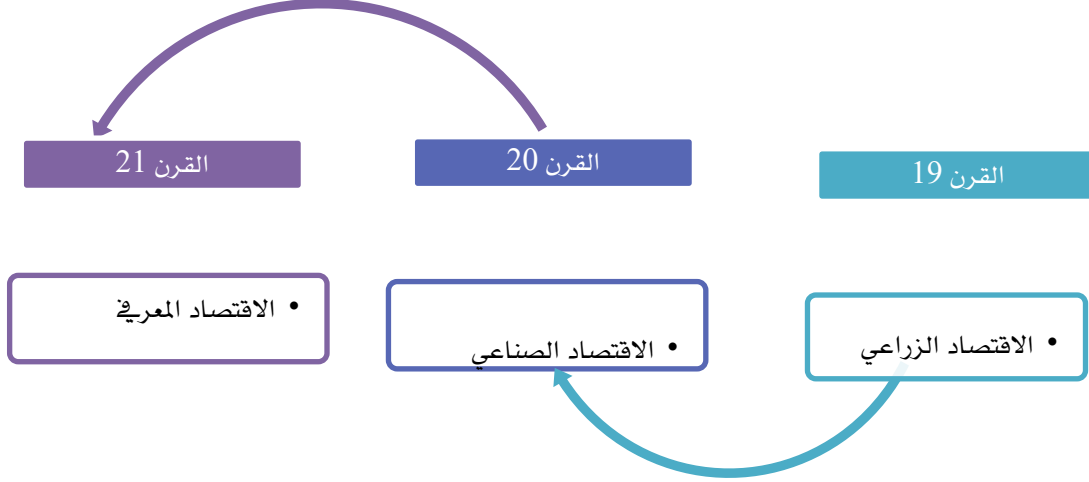 القرن 19
القرن 20
القرن 21
• الاقتصاد الزراعي
• الاقتصاد الصناعي
• الاقتصاد المعرفي